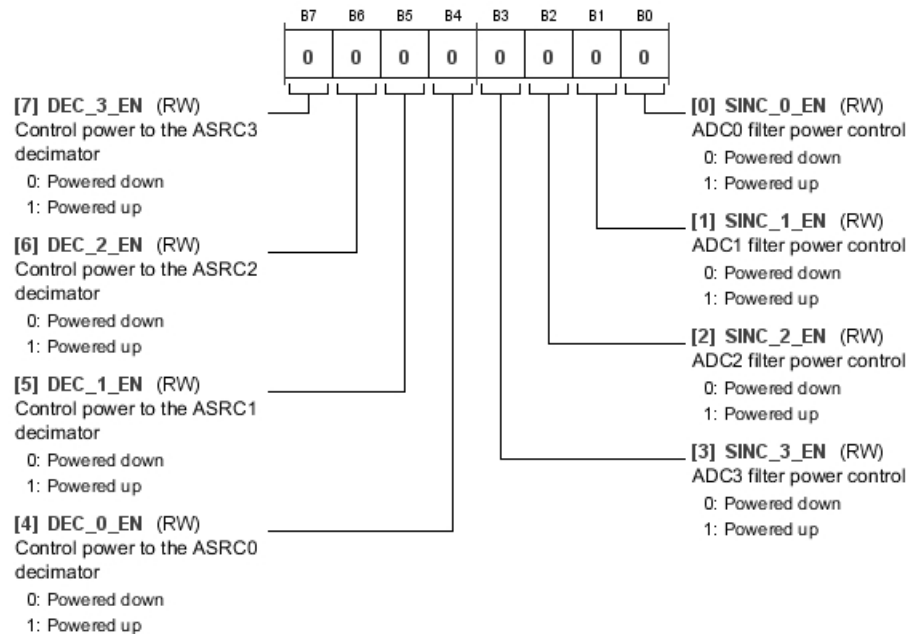 B7 B6 B5 B4 B3 B2 B1 B0
0 0 0 0 0 0 0 0
[7] DEC_3_EN (RW)
Control power to the ASRC3
decimator
0: Powered down
1: Powered up
[6] DEC_2_EN (RW)
Control power to the ASRC2
decimator
0: Powered down
1: Powered up
[5] DEC_1_EN (RW)
Control power to the ASRC1
decimator
0: Powered down
1: Powered up
[4] DEC_0_EN (RW)
Control power to the ASRC0
decimator
0: Powered down
1: Powered up
[0] SINC_0_EN (RW)
ADC0 filter power control
0: Powered down
1: Powered up
[1] SINC_1_EN (RW)
ADC1 filter power control
0: Powered down
1: Powered up
[2] SINC_2_EN (RW)
ADC2 filter power control
0: Powered down
1: Powered up
[3] SINC_3_EN (RW)
ADC3 filter power control
0: Powered down
1: Powered up